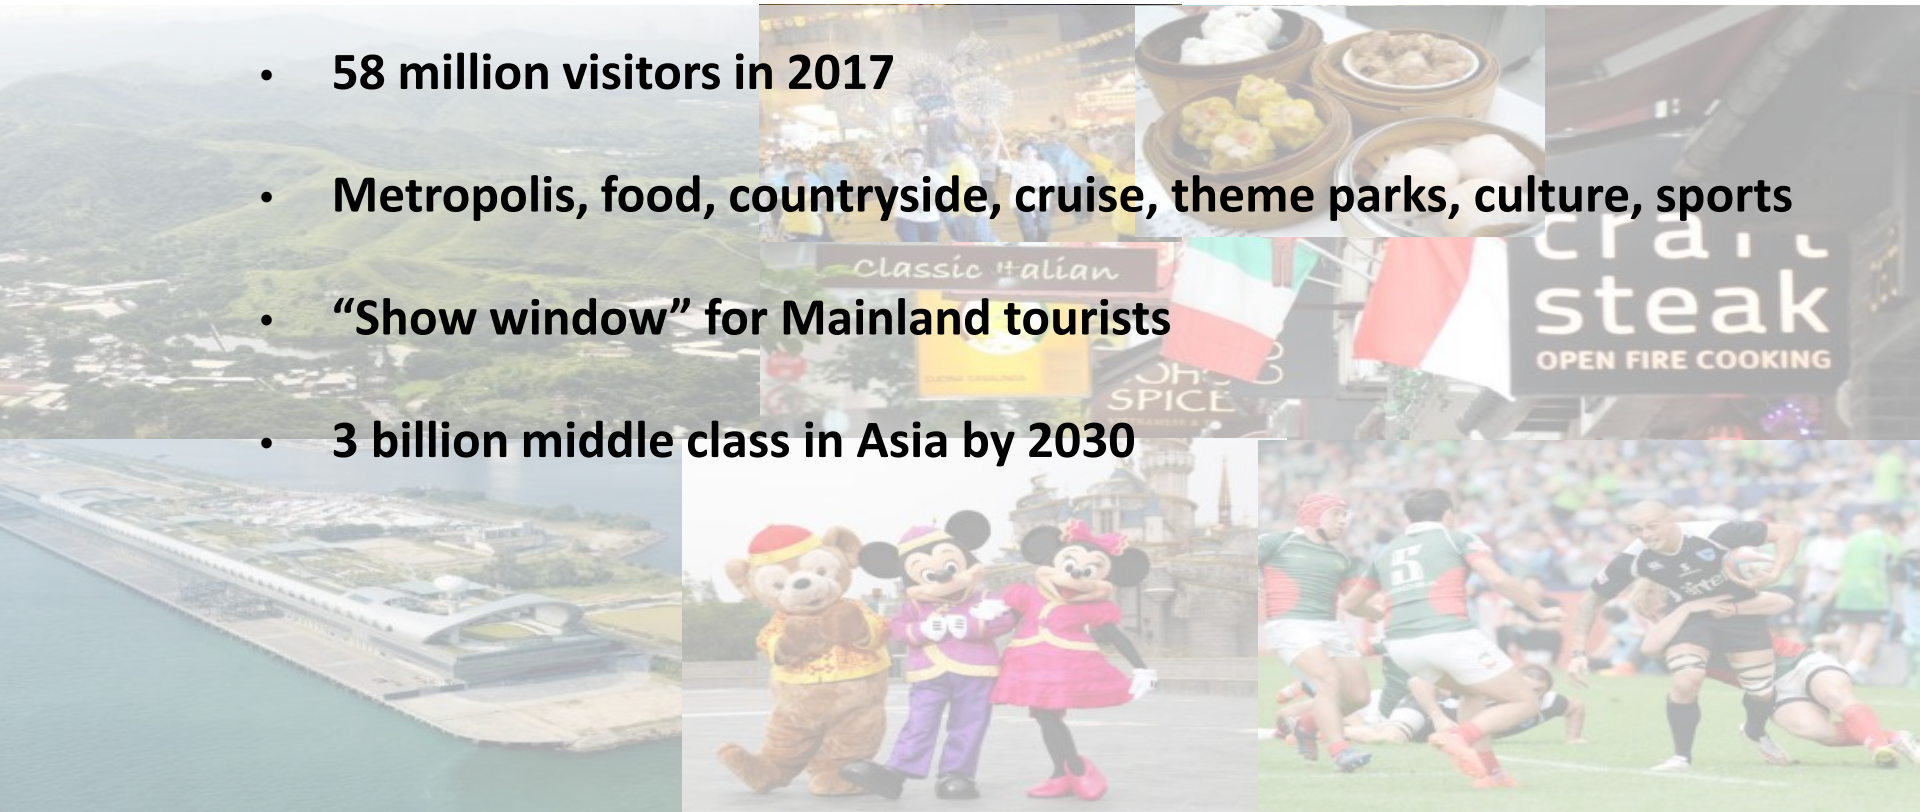 • 58 million visitors in 2017
• Metropolis, food, countryside, cruise, theme parks, culture, sports
• “Show window” for Mainland tourists
• 3 billion middle class in Asia by 2030
craft
steak
OPEN FIRE COOKING
Classic Italian
SPICE
5